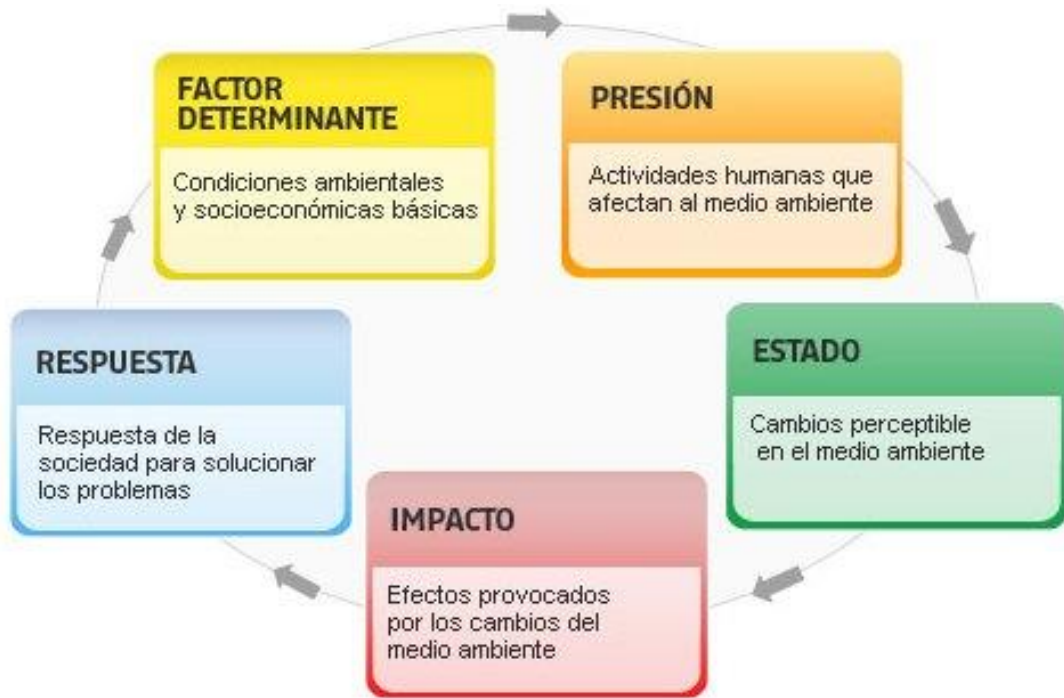 FACTOR
DETERMINANTE
Condiciones ambientales
y socioeconómicas básicas
PRESIÓN
Actividades humanas que
afectan al medio ambiente
ESTADO
Cambios perceptible
en el medio ambiente
IMPACTO
Efectos provocados
por los cambios del
medio ambiente
RESPUESTA
Respuesta de la
sociedad para solucionar
los problemas